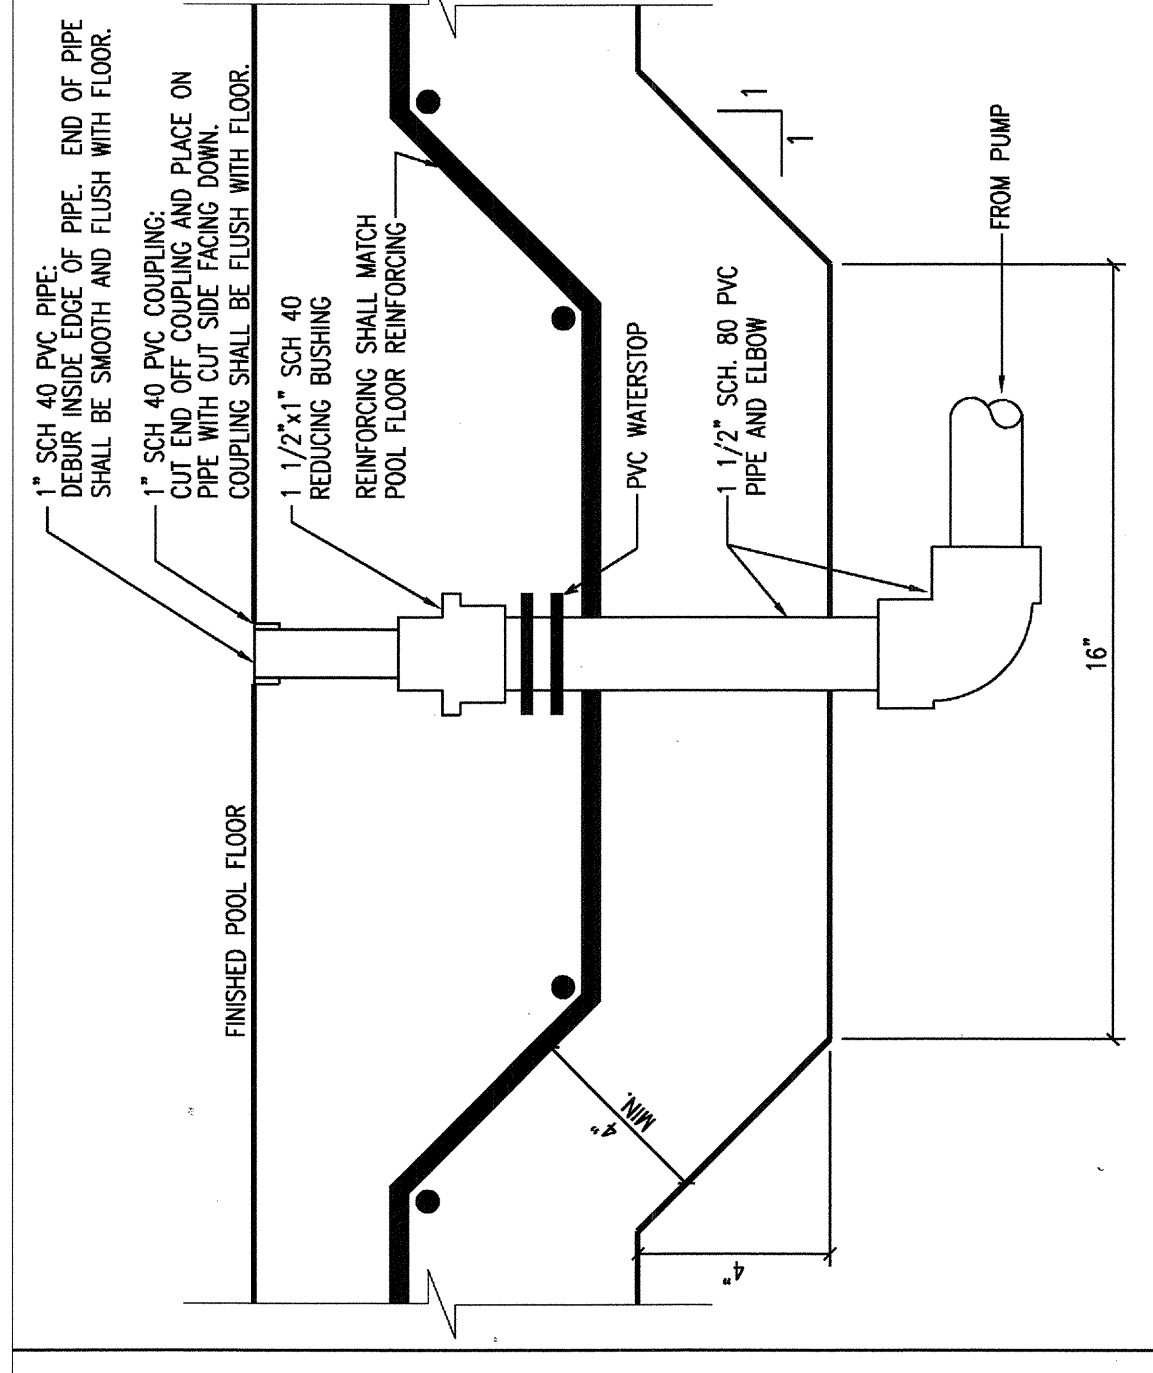 1" SCH 40 PVC PIPE:
DEBUR INSIDE EDGE OF PIPE. END OF PIPE
SHALL BE SMOOTH AND FLUSH WITH FLOOR.
1" SCH 40 PVC COUPLING:
CUT END OFF COUPLING AND PLACE ON
PIPE WITH CUT SIDE FACING DOWN.
COUPLING SHALL BE FLUSH WITH FLOOR.
1 1/2"x1" SCH 40
REDUCING BUSHING
REINFORCING SHALL MATCH
POOL FLOOR REINFORCING
FINISHED POOL FLOOR
PVC WATERSTOP
1 1/2" SCH. 80 PVC
PIPE AND ELBOW
1
1
FROM PUMP
4"
MIN.
4"
16"